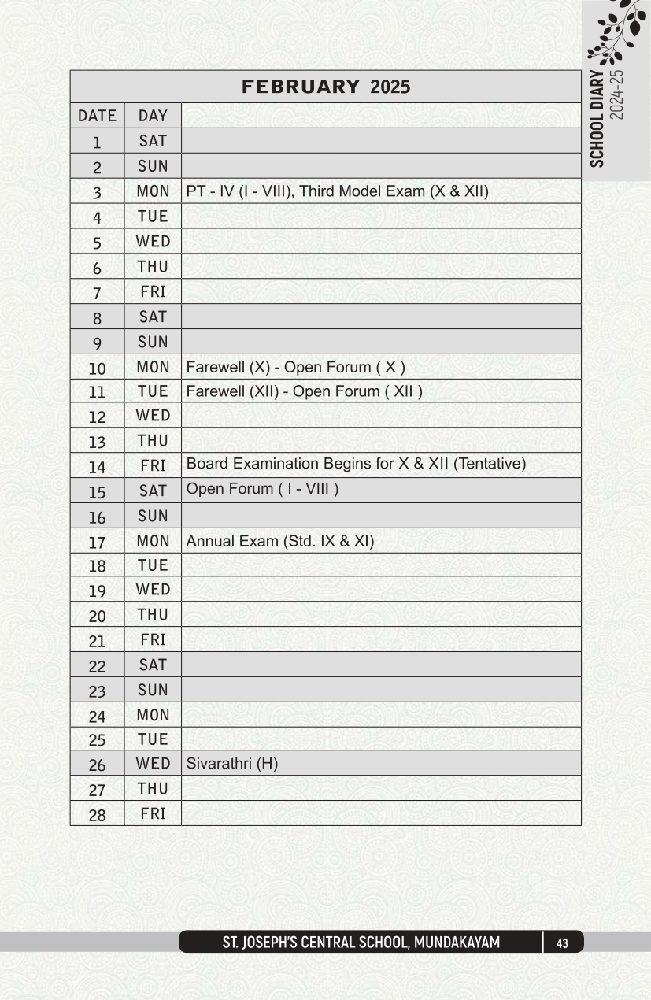 SCHOOL DIARY
2024-25
FEBRUARY 2025
DATE DAY
1 SAT
2 SUN
3 MON PT - IV (I - VIII), Third Model Exam (X & XII)
4 TUE
5 WED
6 THU
7 FRI
8 SAT
9 SUN
10 MON Farewell (X) - Open Forum ( X )
11 TUE Farewell (XII) - Open Forum ( XII )
12 WED
13 THU
14 FRI Board Examination Begins for X & XII (Tentative)
15 SAT Open Forum ( I - VIII )
16 SUN
17 MON Annual Exam (Std. IX & XI)
18 TUE
19 WED
20 THU
21 FRI
22 SAT
23 SUN
24 MON
25 TUE
26 WED Sivarathri (H)
27 THU
28 FRI
ST. JOSEPH'S CENTRAL SCHOOL, MUNDAKAYAM 43